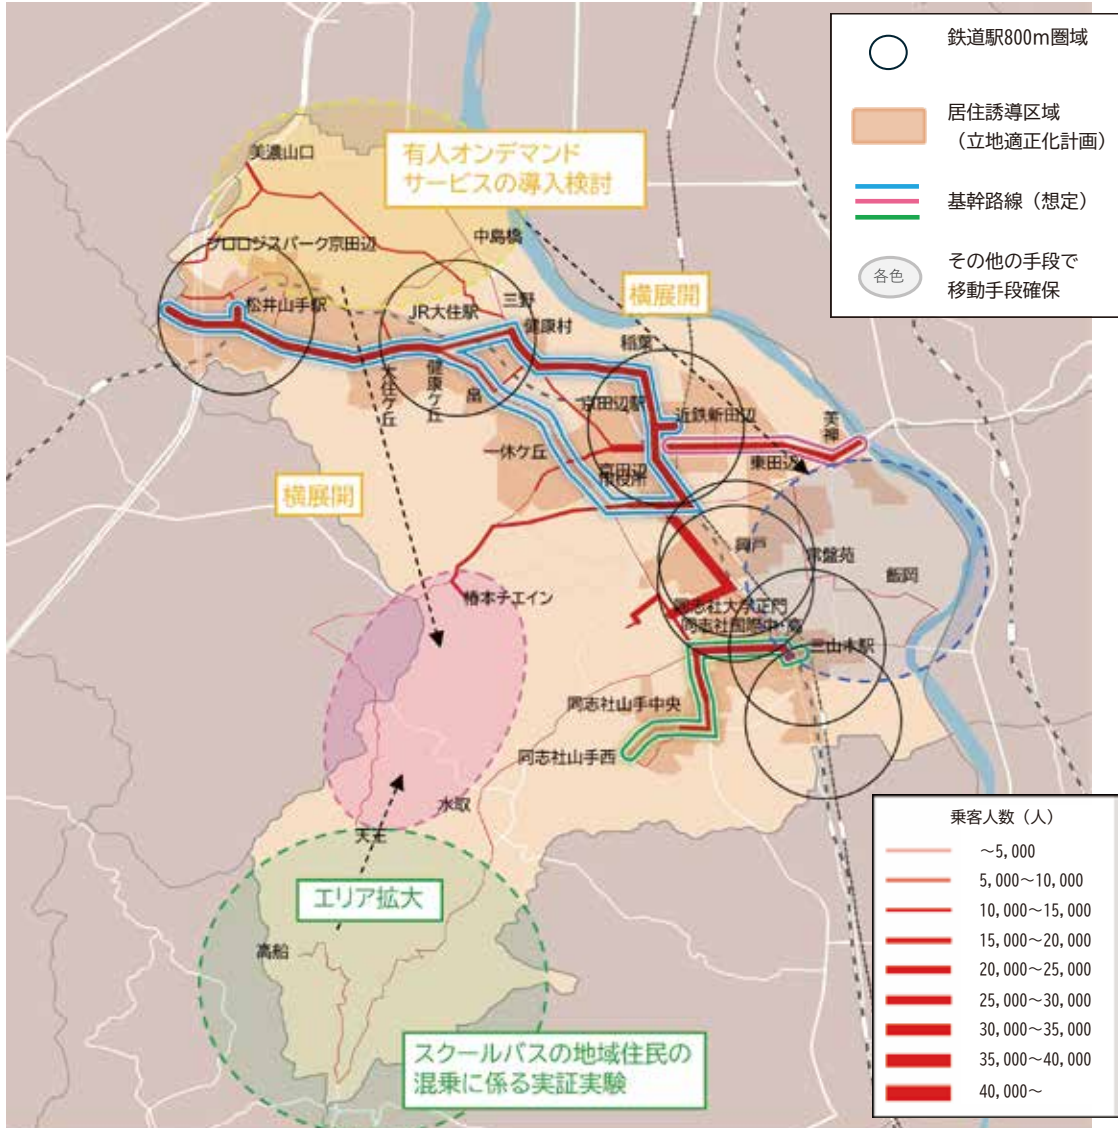 鉄道駅800m圏域
居住誘導区域
（立地適正化計画）
基幹路線（想定）
各色
その他の手段で
移動手段確保
美濃山口
有人オンデマンド
サービスの導入検討
中島橋
プロロジスパーク京田辺
横展開
松井山手駅
JR大住駅
三野
健康村
稲葉
大住ケ丘
健康ケ丘
畠
京田辺駅
近鉄新田辺
芙禅
東田辺
一休ケ丘
京田辺
市役所
横展開
興戸
常盤苑
飯岡
椿本チエイン
同志社大学正門
同志社国際中・高
三山木駅
同志社山手中央
同志社山手西
水取
天王
エリア拡大
高船
スクールバスの地域住民の
混乗に係る実証実験
乗客人数（人）
～5,000
5,000～10,000
10,000～15,000
15,000～20,000
20,000～25,000
25,000～30,000
30,000～35,000
35,000～40,000
40,000～